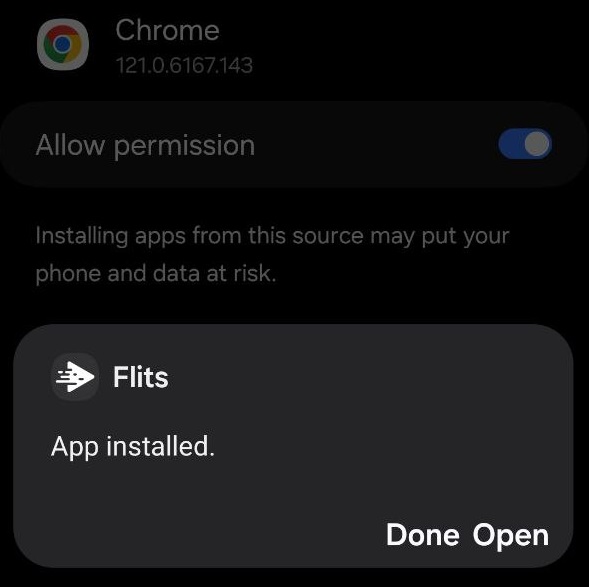 Chrome
121.0.6167.143
Allow permission
Installing apps from this source may put your
phone and data at risk.
Flits
App installed.
Done Open